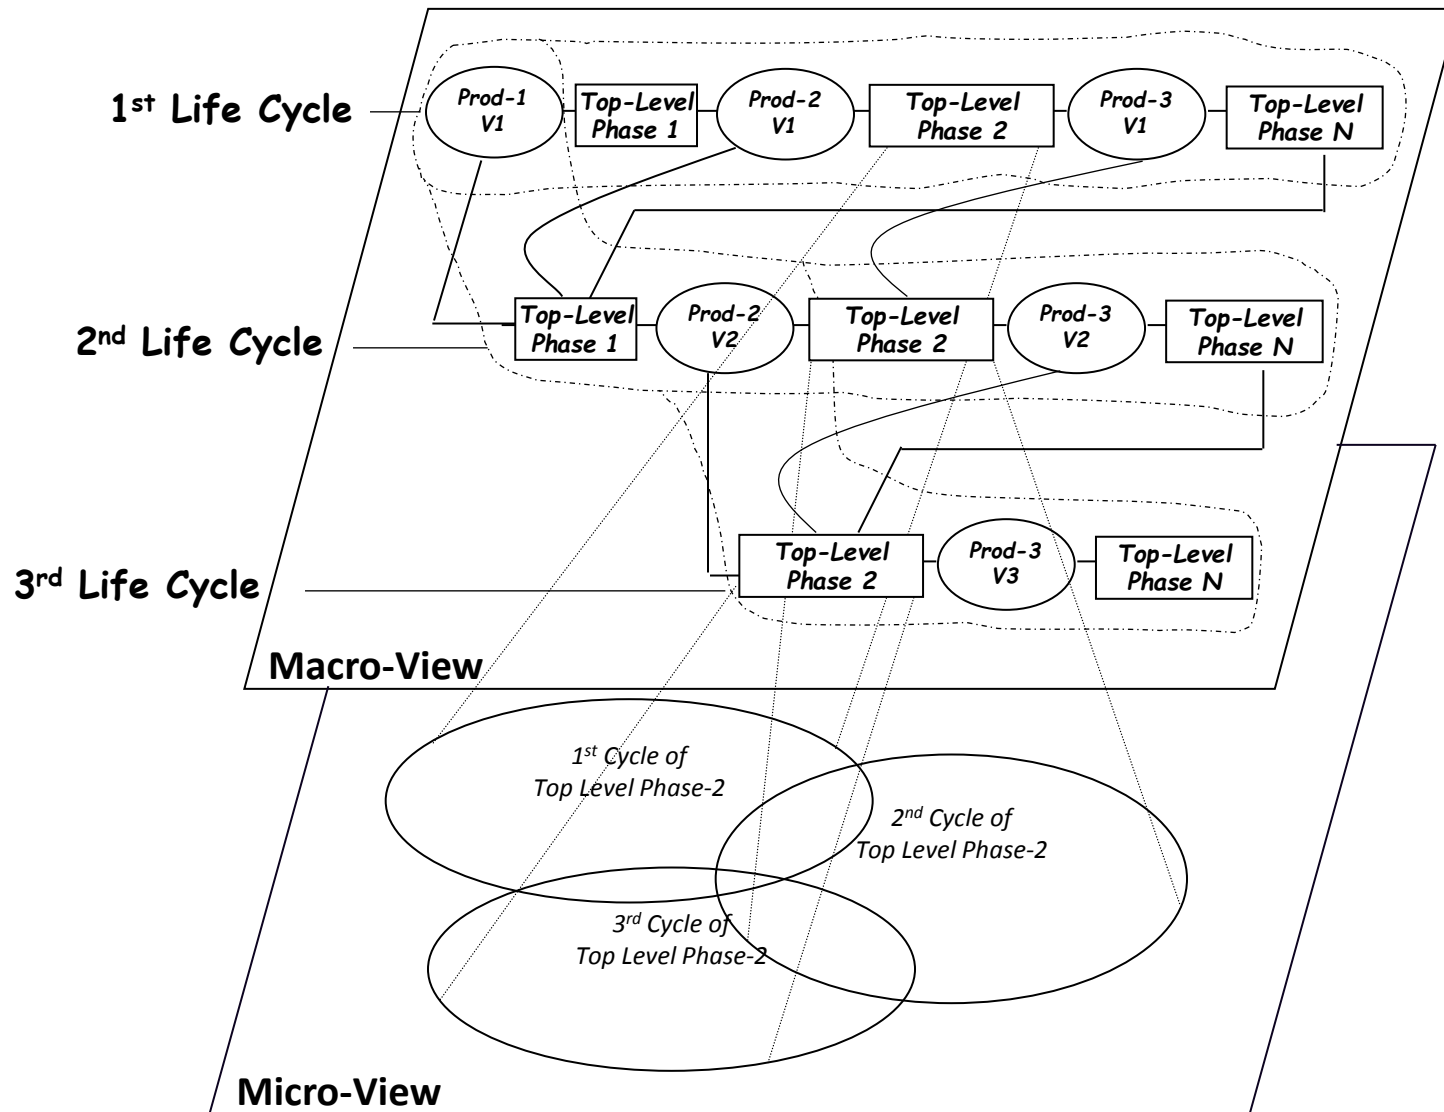 1st Life Cycle
Prod-1
V1
Top-Level
Phase 1
Prod-2
V1
Top-Level
Phase 2
Prod-3
V1
Top-Level
Phase N
2nd Life Cycle
Top-Level
Phase 1
Prod-2
V2
Top-Level
Phase 2
Prod-3
V2
Top-Level
Phase N
3rd Life Cycle
Top-Level
Phase 2
Prod-3
V3
Top-Level
Phase N
Macro-View
1st Cycle of
Top Level Phase-2
2nd Cycle of
Top Level Phase-2
3rd Cycle of
Top Level Phase-2
Micro-View